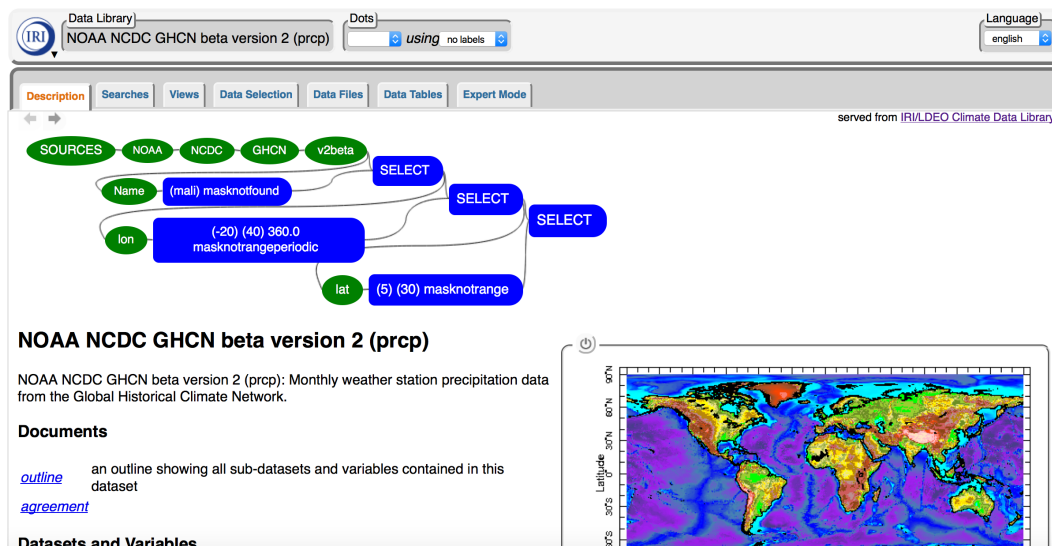 Data Library
NOAA NCDC GHCN beta version 2 (prcp)
Dots
using no labels
Language
english
IRI
Description
Searches
Views
Data Selection
Data Files
Data Tables
Expert Mode
served from IRI/LDEO Climate Data Library
SOURCES
NOAA
NCDC
GHCN
v2beta
SELECT
Name
(mali) masknotfound
SELECT
SELECT
lon
(-20) (40) 360.0
masknotrangeperiodic
lat
(5) (30) masknotrange
NOAA NCDC GHCN beta version 2 (prcp)
NOAA NCDC GHCN beta version 2 (prcp): Monthly weather station precipitation data
from the Global Historical Climate Network.
Documents
outline
an outline showing all sub-datasets and variables contained in this
dataset
agreement
Datasets and Variables
90°N
60°N
30°N
0°
30°S
Latitude